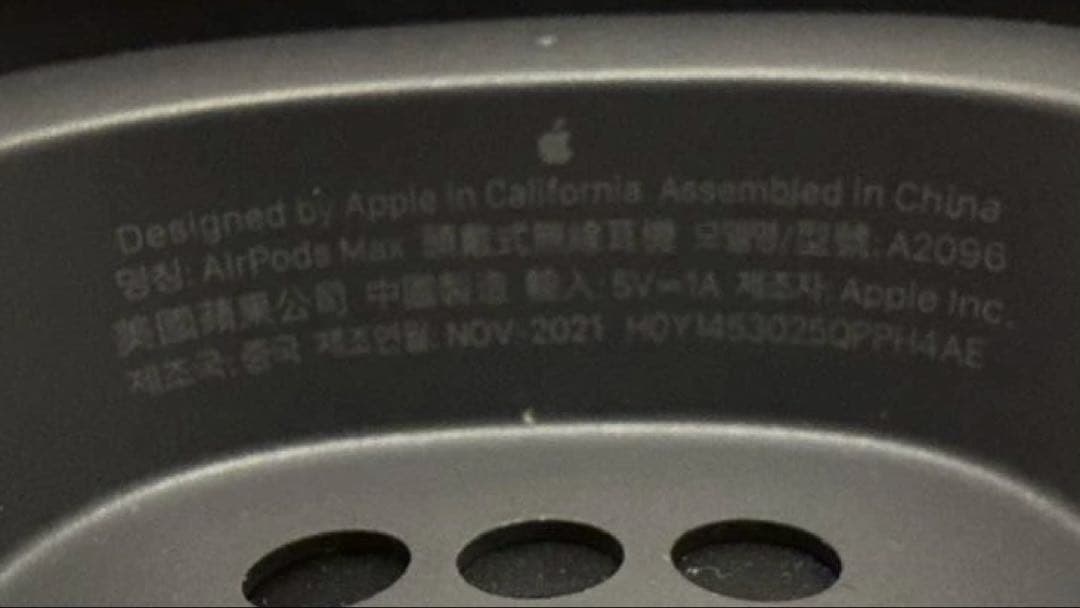 Designed by Apple in California Assembled in China
명칭: AirPods Max 頭戴式無線耳機 모델명/型號: A2096
美國蘋果公司 中國製造 輸入: 5V⎓1A 제조자: Apple Inc.
제조국: 중국 제조연월: NOV 2021